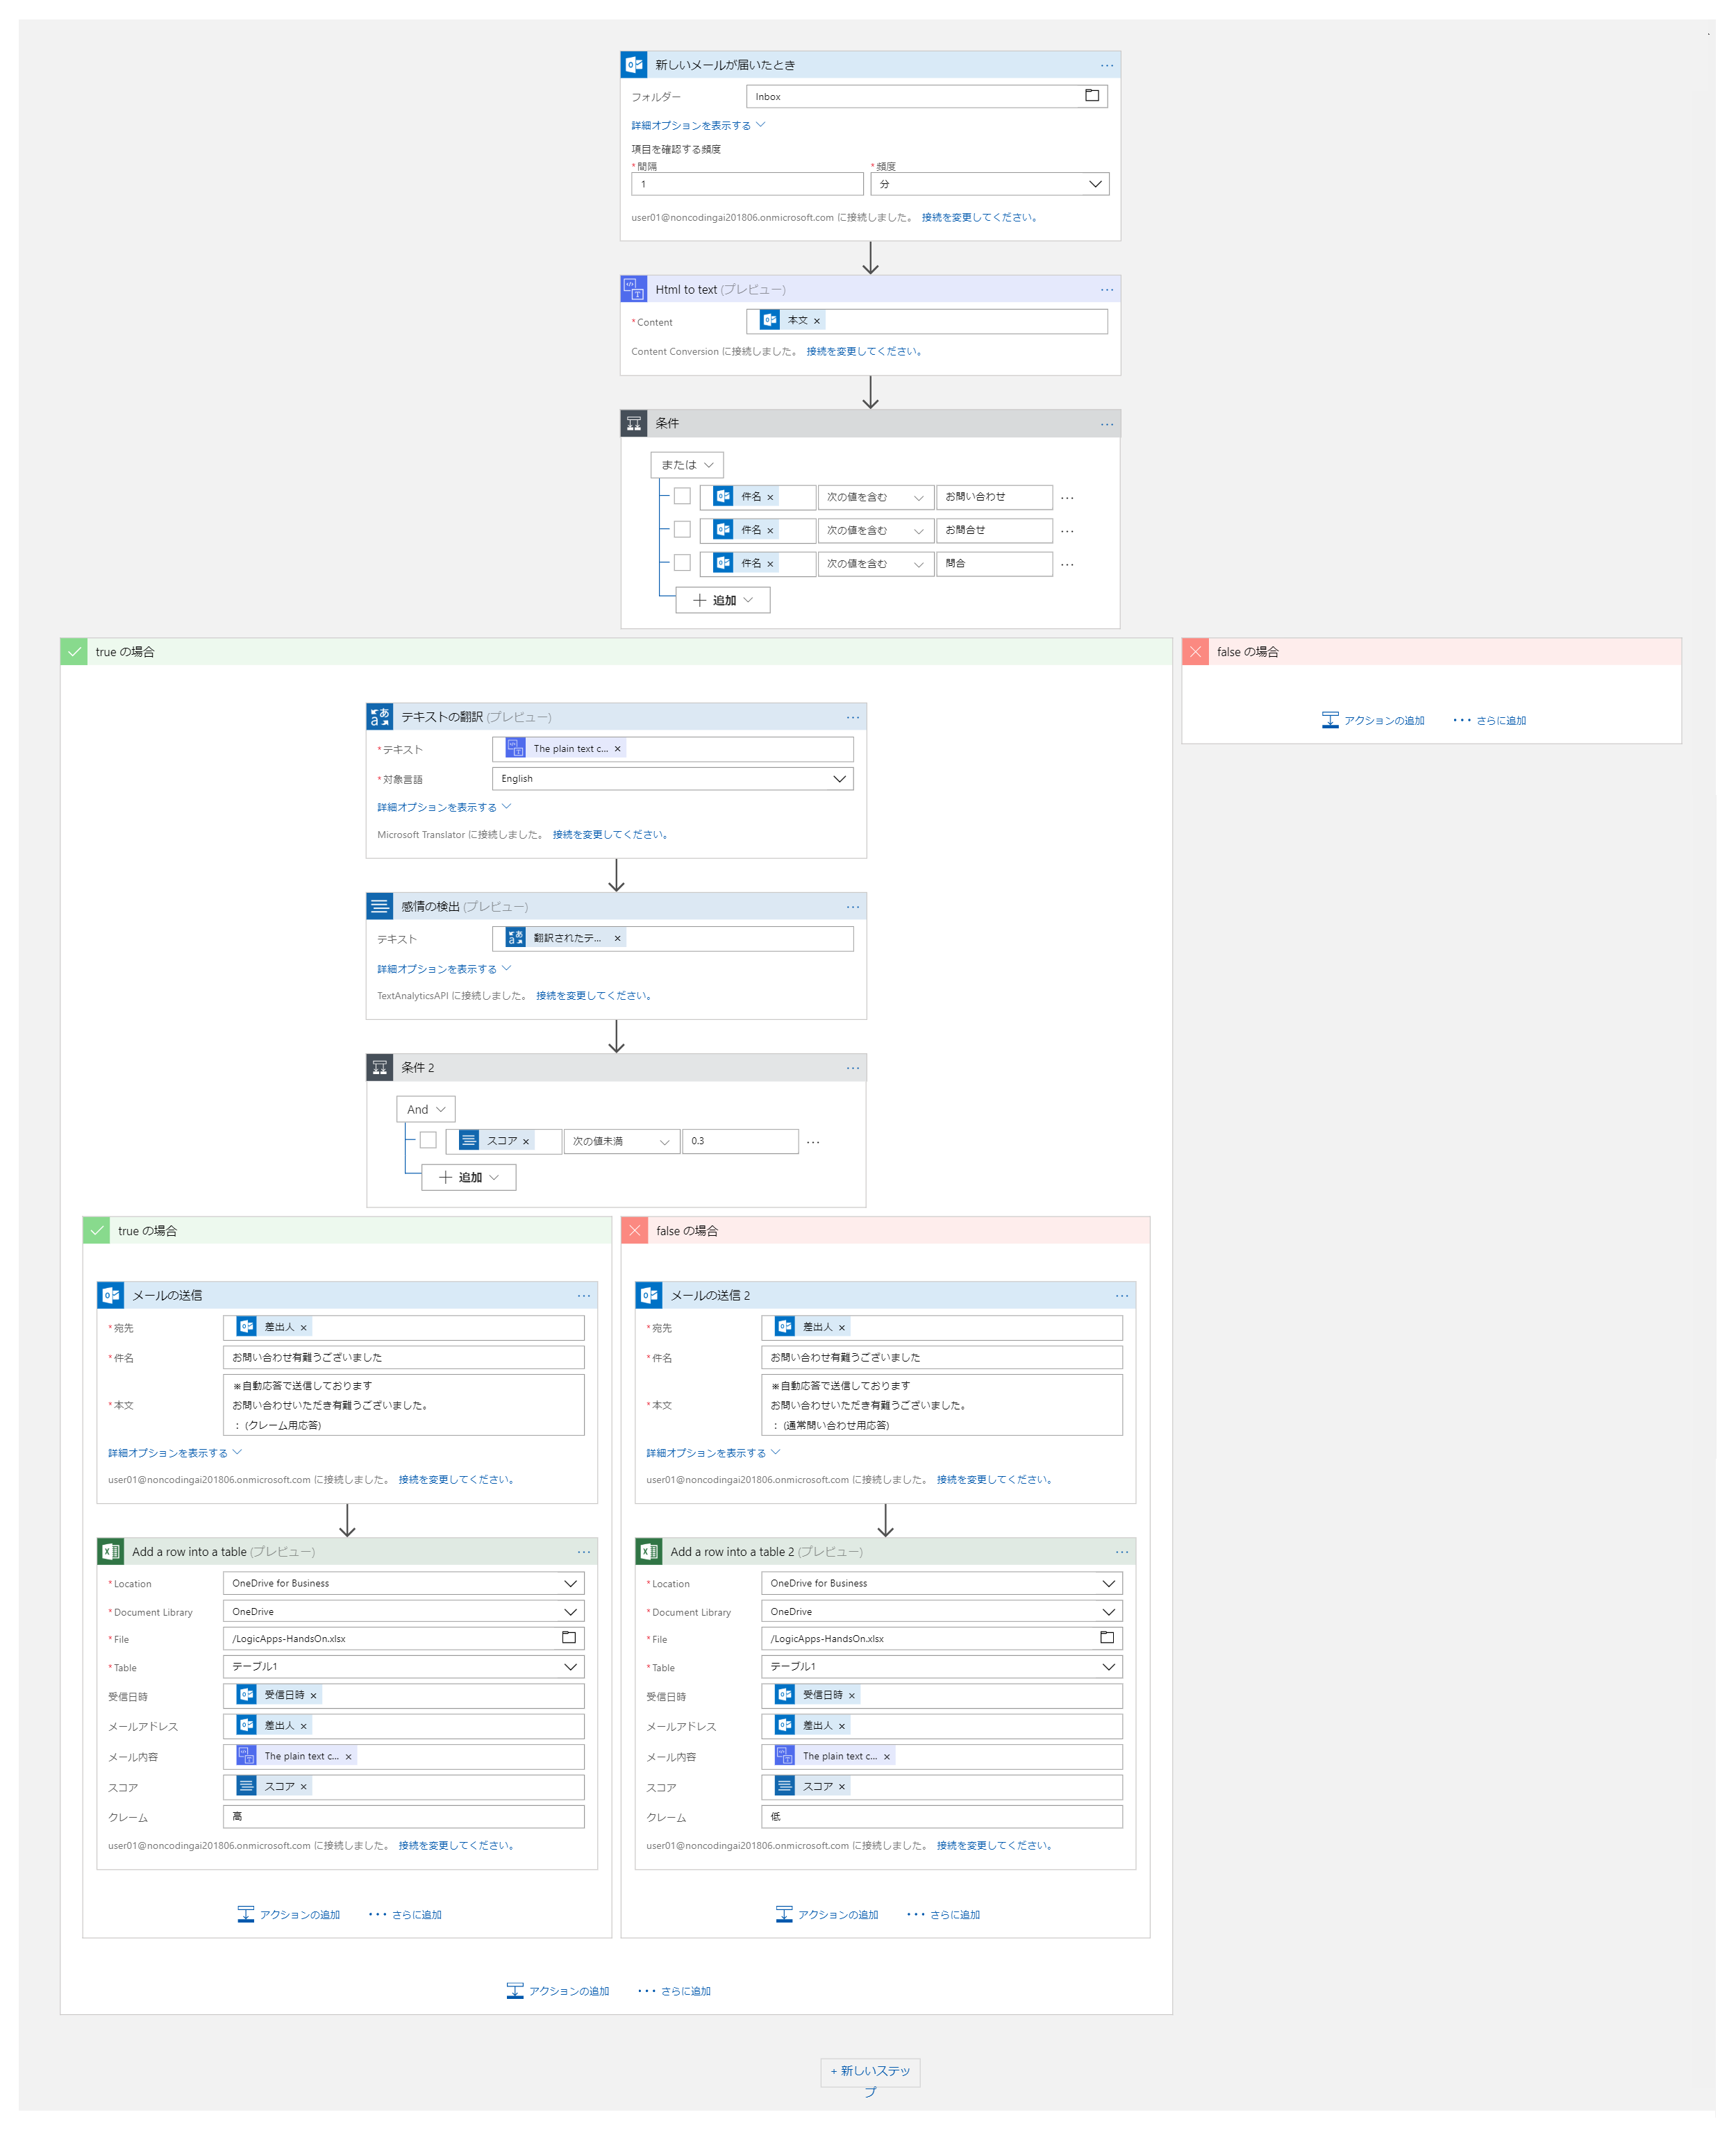 新しいメールが届いたとき
フォルダー Inbox
詳細オプションを表示する
項目を確認する頻度
*間隔 *頻度
1 分
user01@noncodingai201806.onmicrosoft.com に接続しました。 接続を変更してください。
Html to text (プレビュー)
*Content 本文 ×
Content Conversion に接続しました。 接続を変更してください。
条件
または
件名 × 次の値を含む お問い合わせ
件名 × 次の値を含む お問合せ
件名 × 次の値を含む 問合
+ 追加
true の場合
false の場合
アクションの追加 … さらに追加
テキストの翻訳 (プレビュー)
*テキスト The plain text c... ×
*対象言語 English
詳細オプションを表示する
Microsoft Translator に接続しました。 接続を変更してください。
感情の検出 (プレビュー)
テキスト 翻訳されたテ... ×
詳細オプションを表示する
TextAnalyticsAPI に接続しました。 接続を変更してください。
条件 2
And
スコア × 次の値未満 0.3
+ 追加
true の場合
メールの送信
*宛先 差出人 ×
*件名 お問い合わせ有難うございました
*本文 ※自動応答で送信しております
お問い合わせいただき有難うございました。
： (クレーム用応答)
詳細オプションを表示する
user01@noncodingai201806.onmicrosoft.com に接続しました。 接続を変更してください。
Add a row into a table (プレビュー)
*Location OneDrive for Business
*Document Library OneDrive
*File /LogicApps-HandsOn.xlsx
*Table テーブル1
受信日時 受信日時 ×
メールアドレス 差出人 ×
メール内容 The plain text c... ×
スコア スコア ×
クレーム 高
user01@noncodingai201806.onmicrosoft.com に接続しました。 接続を変更してください。
アクションの追加 … さらに追加
false の場合
メールの送信 2
*宛先 差出人 ×
*件名 お問い合わせ有難うございました
*本文 ※自動応答で送信しております
お問い合わせいただき有難うございました。
： (通常問い合わせ用応答)
詳細オプションを表示する
user01@noncodingai201806.onmicrosoft.com に接続しました。 接続を変更してください。
Add a row into a table 2 (プレビュー)
*Location OneDrive for Business
*Document Library OneDrive
*File /LogicApps-HandsOn.xlsx
*Table テーブル1
受信日時 受信日時 ×
メールアドレス 差出人 ×
メール内容 The plain text c... ×
スコア スコア ×
クレーム 低
user01@noncodingai201806.onmicrosoft.com に接続しました。 接続を変更してください。
アクションの追加 … さらに追加
アクションの追加 … さらに追加
+ 新しいステッ
プ